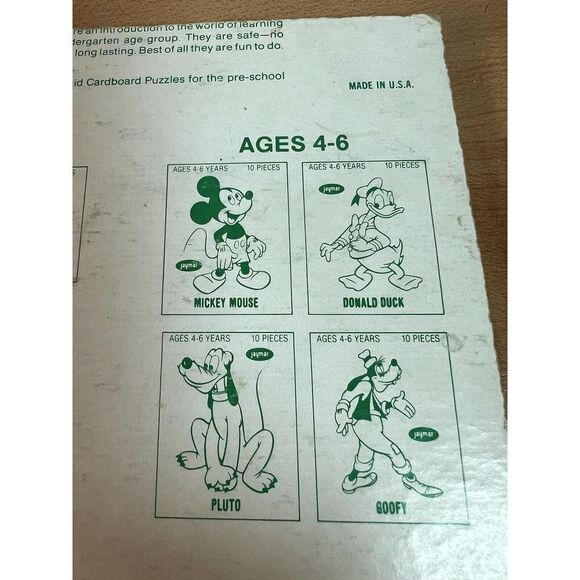 re an introduction to the world of learning
dergarten age group. They are safe—no
long lasting. Best of all they are fun to do.
id Cardboard Puzzles for the pre-school
MADE IN U.S.A.
AGES 4-6
S
AGES 4-6 YEARS 10 PIECES
jaymar
MICKEY MOUSE
AGES 4-6 YEARS 10 PIECES
jaymar
DONALD DUCK
AGES 4-6 YEARS 10 PIECES
jaymar
PLUTO
AGES 4-6 YEARS 10 PIECES
jaymar
GOOFY